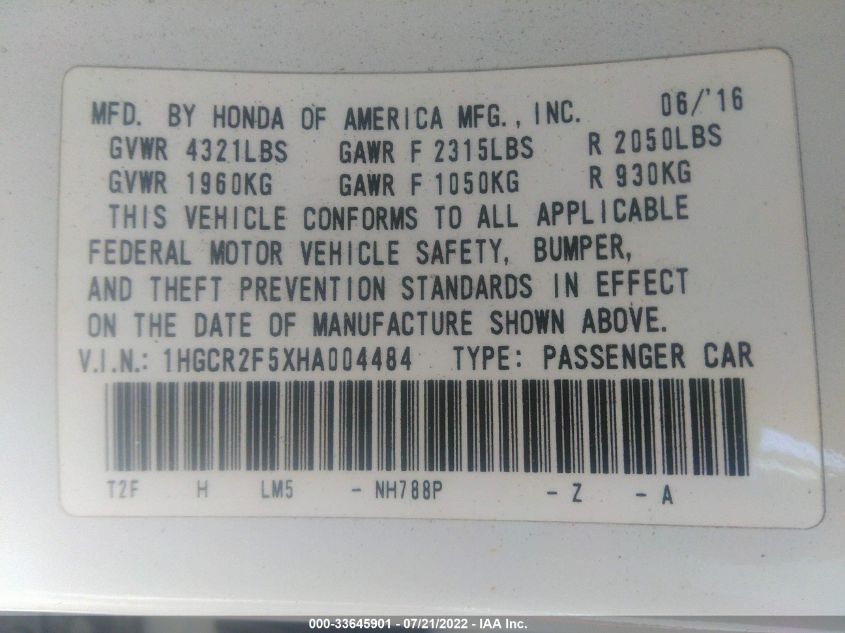 MFD. BY HONDA OF AMERICA MFG., INC. 06/'16
GVWR 4321LBS GAWR F 2315LBS R 2050LBS
GVWR 1960KG GAWR F 1050KG R 930KG
THIS VEHICLE CONFORMS TO ALL APPLICABLE
FEDERAL MOTOR VEHICLE SAFETY, BUMPER,
AND THEFT PREVENTION STANDARDS IN EFFECT
ON THE DATE OF MANUFACTURE SHOWN ABOVE.
V.I.N.: 1HGCR2F5XHA004484 TYPE: PASSENGER CAR
T2F H LM5 - NH788P - Z - A
000-33645901 - 07/21/2022 - IAA Inc.